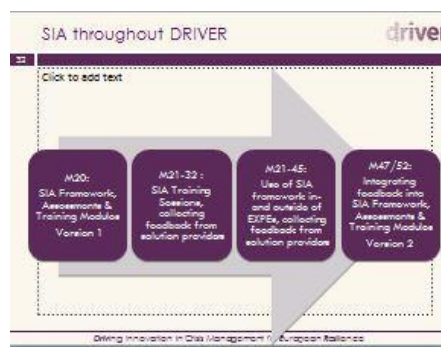 SIA throughout DRIVER
driver
32
Click to add text
M20:
SIA Framework,
Assessments &
Training Modules
Version 1
M21-32 :
SIA Training
Sessions,
collecting
feedback from
solution providers
M21-45:
Use of SIA
framework in-
and outside of
EXPEs, collecting
feedback from
solution providers
M47/52:
Integrating
feedback into
SIA Framework,
Assessments &
Training Modules
Version 2
Driving Innovation in Crisis Management for European Resilience